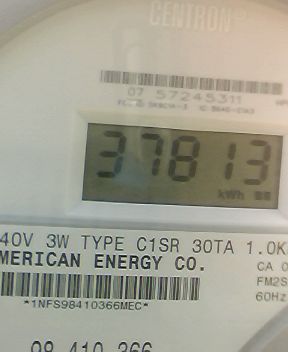 CENTRON
07 57245311
37813
kWh
40V 3W TYPE C1SR 30TA 1.0K
MERICAN ENERGY CO.
CA 0
FM2S
60Hz
*1NFS98410366MEC*
98 410 366